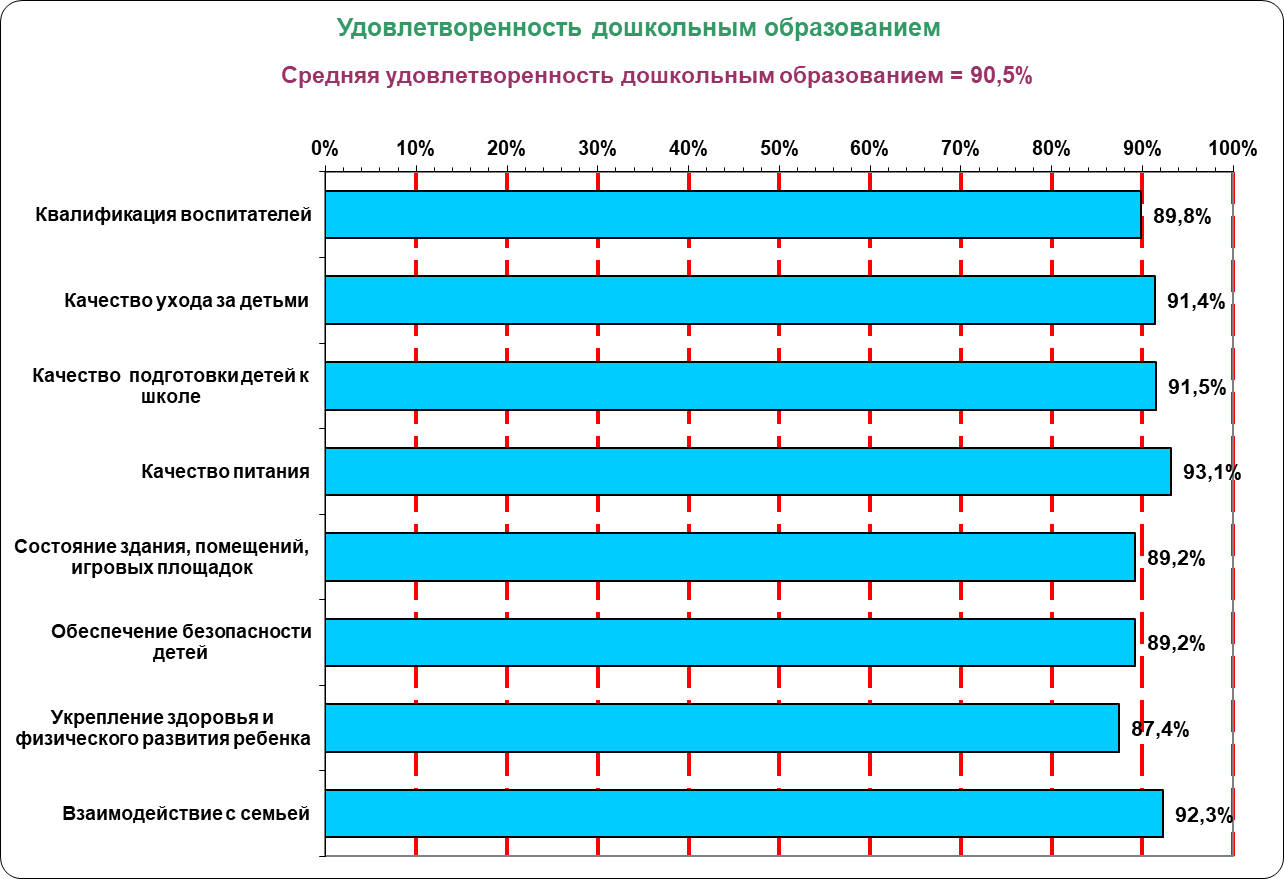 Удовлетворенность дошкольным образованием
Средняя удовлетворенность дошкольным образованием = 90,5%
0% 10% 20% 30% 40% 50% 60% 70% 80% 90% 100%
Квалификация воспитателей 89,8%
Качество ухода за детьми 91,4%
Качество подготовки детей к
школе
91,5%
Качество питания 93,1%
Состояние здания, помещений,
игровых площадок
89,2%
Обеспечение безопасности
детей
89,2%
Укрепление здоровья и
физического развития ребенка
87,4%
Взаимодействие с семьей 92,3%